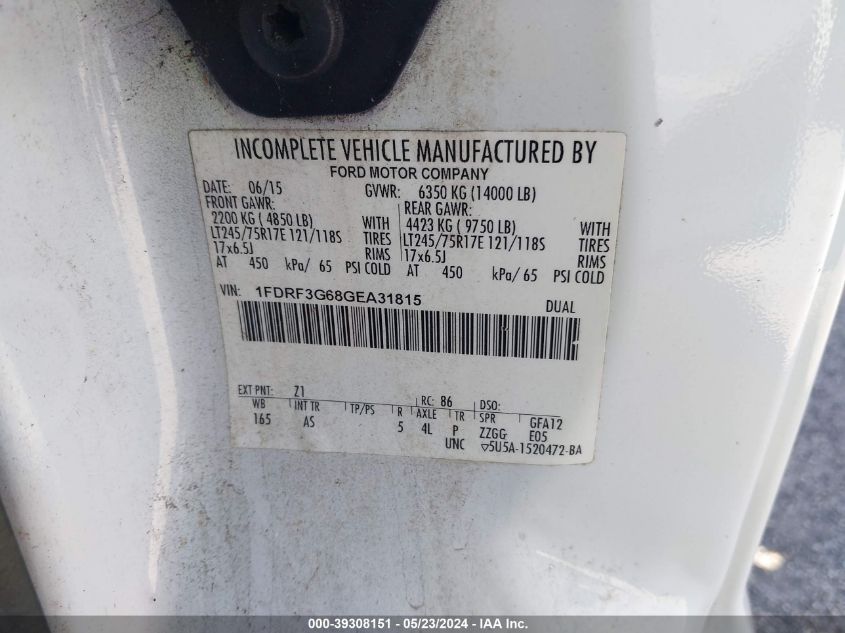 INCOMPLETE VEHICLE MANUFACTURED BY
FORD MOTOR COMPANY
DATE: 06/15 GVWR: 6350 KG (14000 LB)
FRONT GAWR: REAR GAWR:
2200 KG ( 4850 LB) WITH 4423 KG ( 9750 LB) WITH
LT245/75R17E 121/118S TIRES LT245/75R17E 121/118S TIRES
17x6.5J RIMS 17x6.5J RIMS
AT 450 kPa/ 65 PSI COLD AT 450 kPa/ 65 PSI COLD
VIN: 1FDRF3G68GEA31815 DUAL
EXT PNT: Z1 RC: 86 DSO:
WB INT TR TP/PS R AXLE TR SPR GFA12
165 AS 5 4L P ZZGG E05
UNC ▽5U5A-1520472-BA
000-39308151 - 05/23/2024 - IAA Inc.